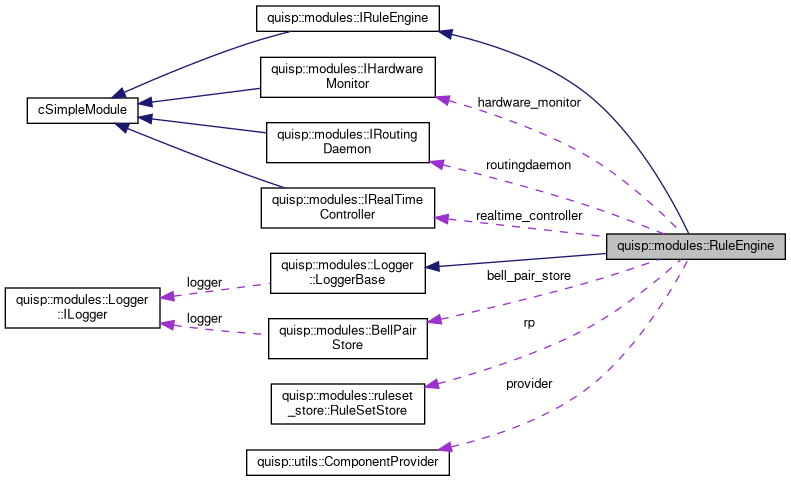 quisp::modules::IRuleEngine
quisp::modules::IHardware
Monitor
hardware_monitor
cSimpleModule
quisp::modules::IRouting
Daemon
routingdaemon
quisp::modules::IRealTime
Controller
realtime_controller
quisp::modules::RuleEngine
quisp::modules::Logger
::LoggerBase
bell_pair_store
logger
quisp::modules::Logger
::ILogger
logger
quisp::modules::BellPair
Store
rp
quisp::modules::ruleset
_store::RuleSetStore
provider
quisp::utils::ComponentProvider